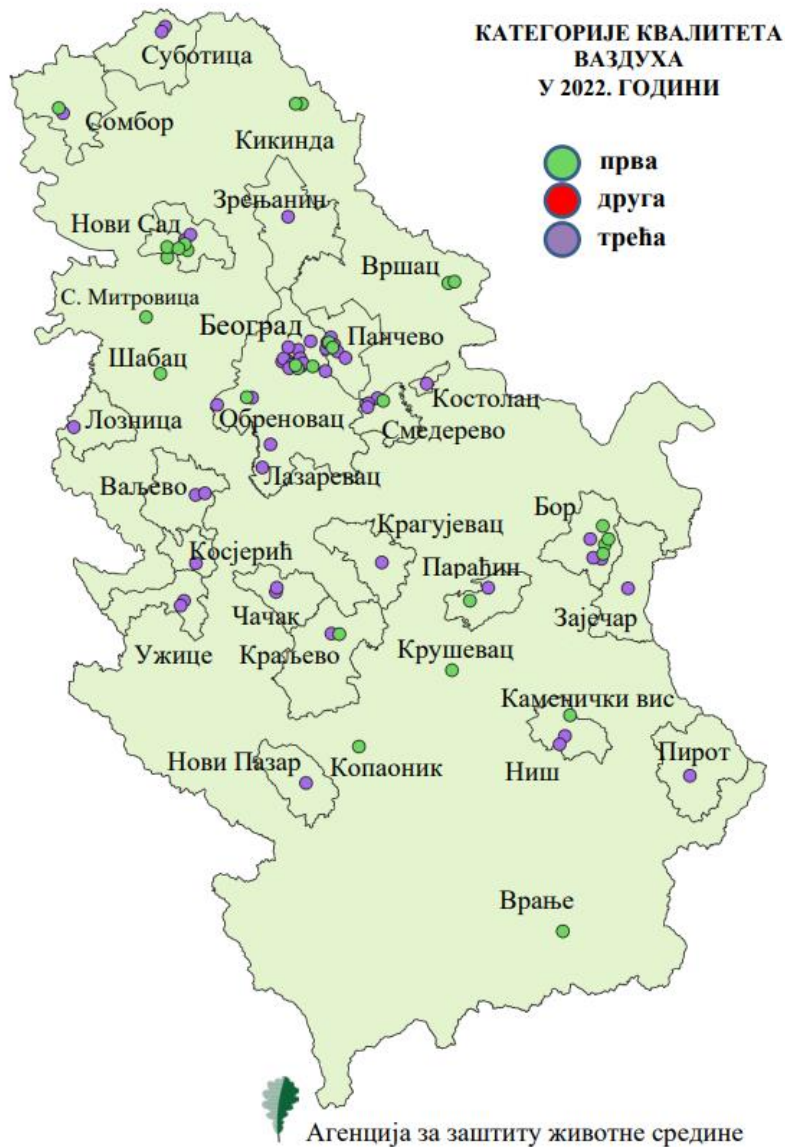 КАТЕГОРИЈЕ КВАЛИТЕТА
ВАЗДУХА
У 2022. ГОДИНИ
прва
друга
трећа
Суботица
Сомбор
Кикинда
Зрењанин
Нови Сад
Вршац
С. Митровица
Београд
Панчево
Шабац
Костолац
Лозница
Обреновац
Смедерево
Лазаревац
Ваљево
Бор
Крагујевац
Косјерић
Параћин
Чачак
Зајечар
Ужице
Краљево
Крушевац
Каменички вис
Нови Пазар
Копаоник
Ниш
Пирот
Врање
Агенција за заштиту животне средине